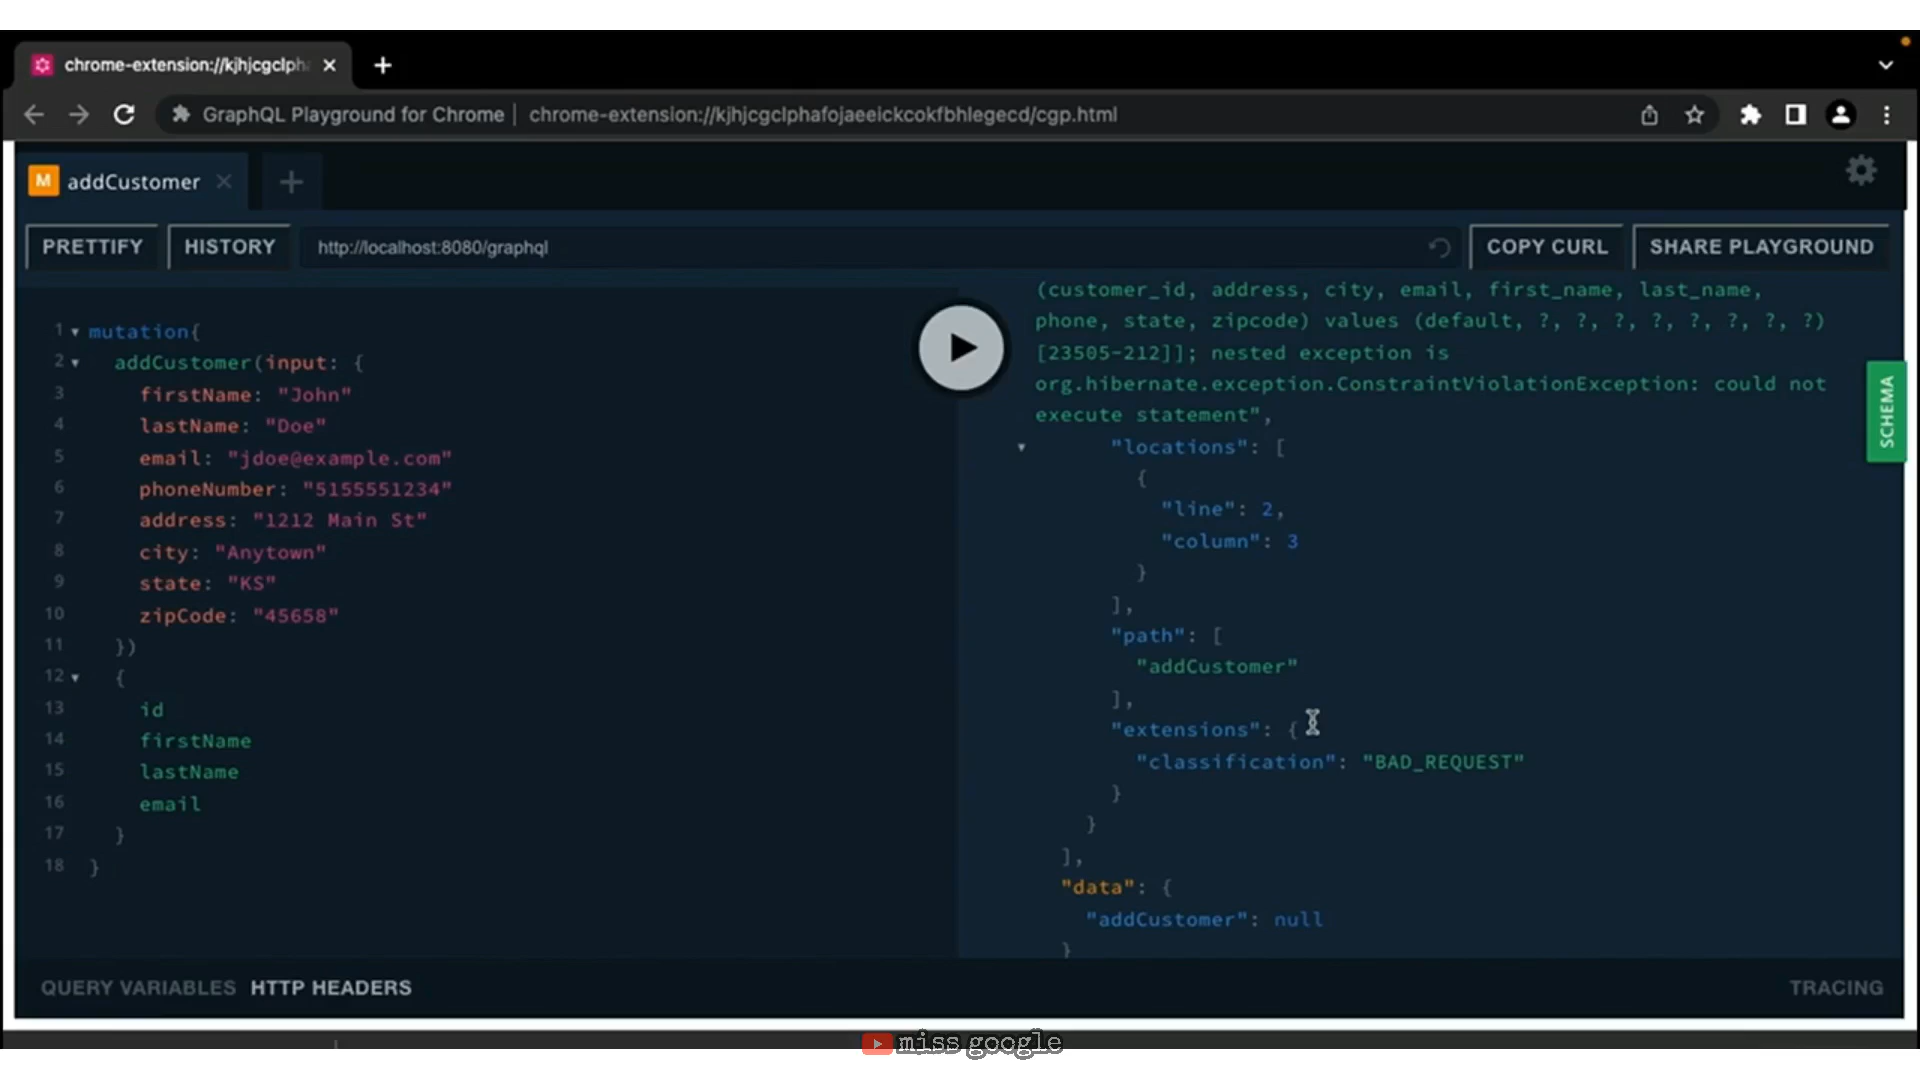 chrome-extension://kjhjcgclph
GraphQL Playground for Chrome | chrome-extension://kjhjcgclphafojaeeickcokfbhlegecd/cgp.html
M addCustomer
PRETTIFY HISTORY http://localhost:8080/graphql COPY CURL SHARE PLAYGROUND
1 mutation{
2 addCustomer(input: {
3 firstName: "John"
4 lastName: "Doe"
5 email: "jdoe@example.com"
6 phoneNumber: "5155551234"
7 address: "1212 Main St"
8 city: "Anytown"
9 state: "KS"
10 zipCode: "45658"
11 })
12 {
13 id
14 firstName
15 lastName
16 email
17 }
18 }
(customer_id, address, city, email, first_name, last_name,
phone, state, zipcode) values (default, ?, ?, ?, ?, ?, ?, ?, ?)
[23505-212]]; nested exception is
org.hibernate.exception.ConstraintViolationException: could not
execute statement",
"locations": [
{
"line": 2,
"column": 3
}
],
"path": [
"addCustomer"
],
"extensions": {
"classification": "BAD_REQUEST"
}
}
],
"data": {
"addCustomer": null
}
SCHEMA
QUERY VARIABLES HTTP HEADERS TRACING
miss google